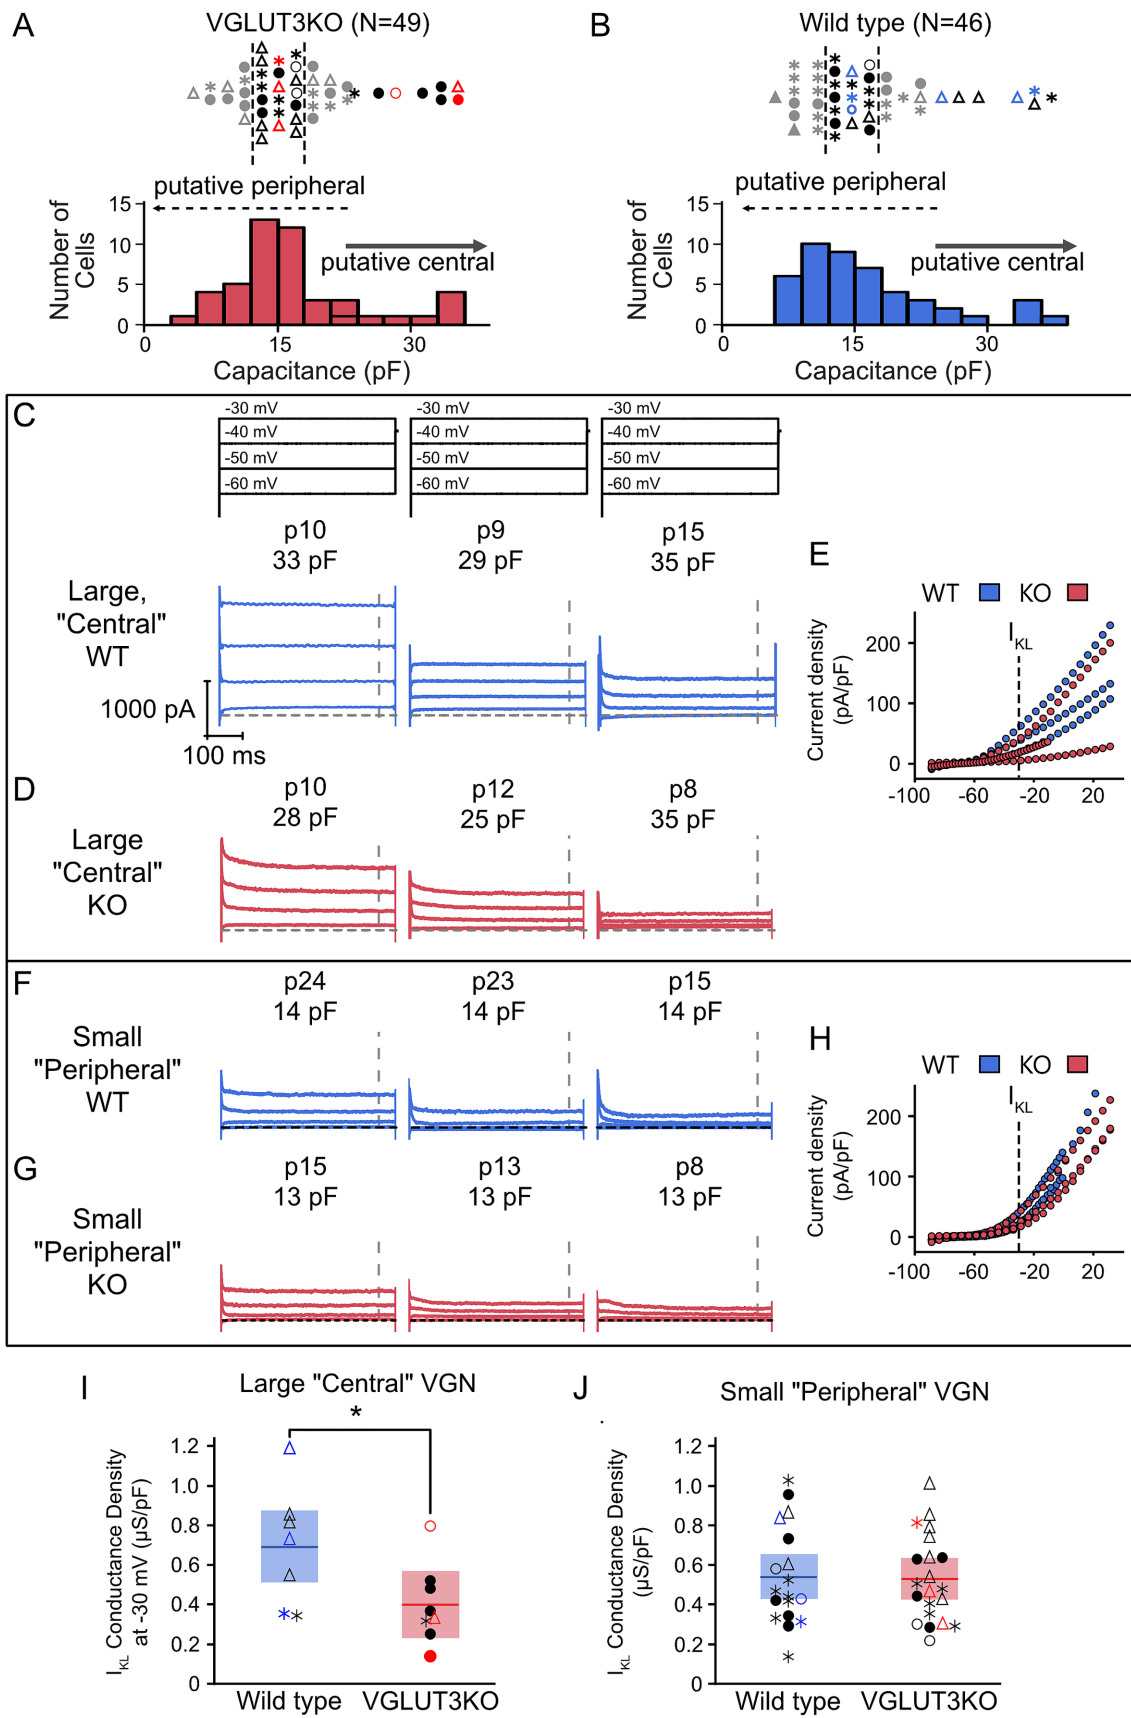 A
VGLUT3KO (N=49)
putative peripheral
15
10
5
0
Number of
Cells
putative central
0
15
30
Capacitance (pF)
B
Wild type (N=46)
putative peripheral
15
10
5
0
Number of
Cells
putative central
0
15
30
Capacitance (pF)
C
-30 mV
-40 mV
-50 mV
-60 mV
-30 mV
-40 mV
-50 mV
-60 mV
-30 mV
-40 mV
-50 mV
-60 mV
p10
33 pF
p9
29 pF
p15
35 pF
Large,
"Central"
WT
1000 pA
100 ms
D
p10
28 pF
p12
25 pF
p8
35 pF
Large
"Central"
KO
E
WT KO
IKL
200
100
0
Current density
(pA/pF)
-100
-60
-20
20
F
p24
14 pF
p23
14 pF
p15
14 pF
Small
"Peripheral"
WT
G
p15
13 pF
p13
13 pF
p8
13 pF
Small
"Peripheral"
KO
H
WT KO
IKL
200
100
0
Current density
(pA/pF)
-100
-60
-20
20
I
Large "Central" VGN
*
1.2
1.0
0.8
0.6
0.4
0.2
0
IKL Conductance Density
at -30 mV (µS/pF)
Wild type
VGLUT3KO
J
Small "Peripheral" VGN
1.2
1.0
0.8
0.6
0.4
0.2
0
IKL Conductance Density
(µS/pF)
Wild type
VGLUT3KO